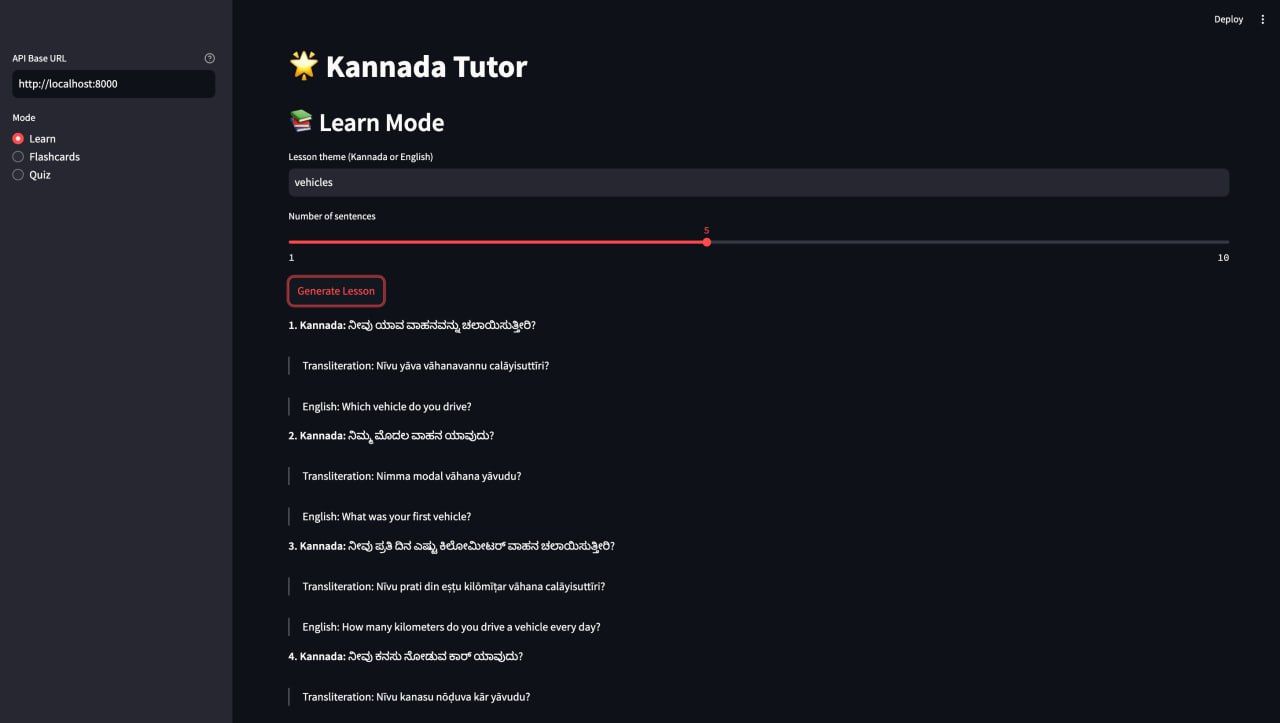 Deploy
API Base URL
http://localhost:8000
Mode
Learn
Flashcards
Quiz
Kannada Tutor
Learn Mode
Lesson theme (Kannada or English)
vehicles
Number of sentences
5
1
10
Generate Lesson
1. Kannada: ನೀವು ಯಾವ ವಾಹನವನ್ನು ಚಲಾಯಿಸುತ್ತೀರಿ?
Transliteration: Nīvu yāva vāhanavannu calāyisuttīri?
English: Which vehicle do you drive?
2. Kannada: ನಿಮ್ಮ ಮೊದಲ ವಾಹನ ಯಾವುದು?
Transliteration: Nimma modal vāhana yāvudu?
English: What was your first vehicle?
3. Kannada: ನೀವು ಪ್ರತಿ ದಿನ ಎಷ್ಟು ಕಿಲೋಮೀಟರ್ ವಾಹನ ಚಲಾಯಿಸುತ್ತೀರಿ?
Transliteration: Nīvu prati din eṣṭu kilōmīṭar vāhana calāyisuttīri?
English: How many kilometers do you drive a vehicle every day?
4. Kannada: ನೀವು ಕನಸು ನೋಡುವ ಕಾರ್ ಯಾವುದು?
Transliteration: Nīvu kanasu nōḍuva kār yāvudu?